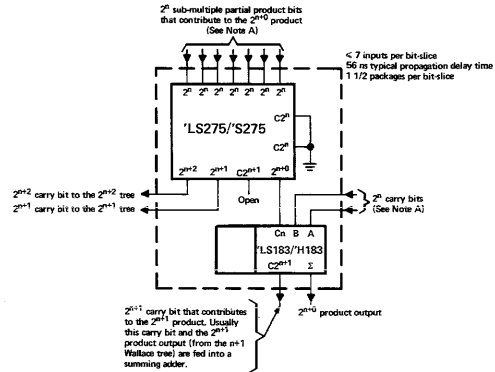 2ⁿ sub-multiple partial product bits
that contribute to the 2ⁿ⁺⁰ product
(See Note A)
≤ 7 inputs per bit-slice
56 ns typical propagation delay time
1 1/2 packages per bit-slice
2ⁿ 2ⁿ 2ⁿ 2ⁿ 2ⁿ 2ⁿ 2ⁿ
C2ⁿ
'LS275/'S275
C2ⁿ
2ⁿ⁺² 2ⁿ⁺¹ C2ⁿ⁺¹ 2ⁿ⁺⁰
2ⁿ⁺² carry bit to the 2ⁿ⁺² tree
2ⁿ⁺¹ carry bit to the 2ⁿ⁺¹ tree
Open
2ⁿ carry bits
(See Note A)
Cn B A
'LS183/'H183
C2ⁿ⁺¹ Σ
2ⁿ⁺¹ carry bit that contributes
to the 2ⁿ⁺¹ product. Usually
this carry bit and the 2ⁿ⁺¹
product output (from the n+1
Wallace tree) are fed into a
summing adder.
2ⁿ⁺⁰ product output